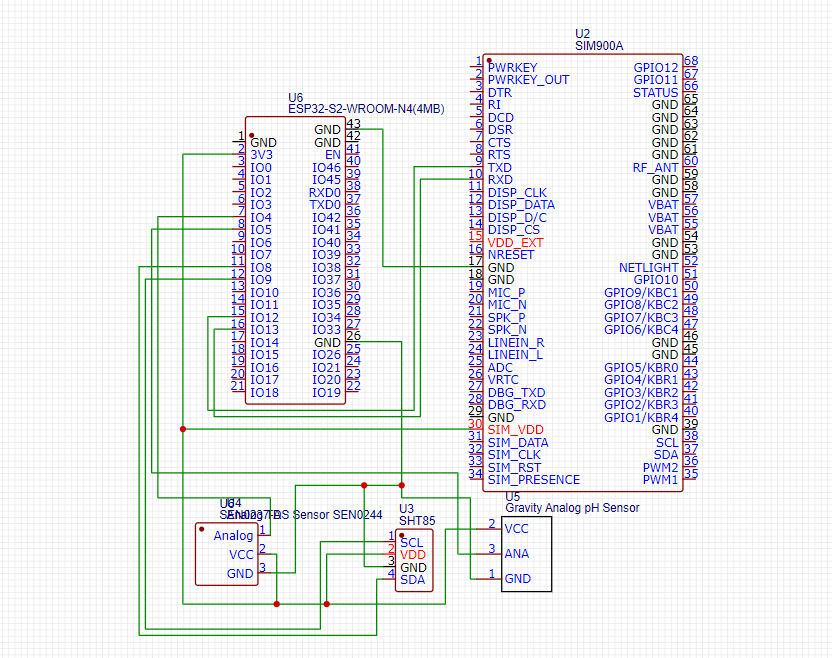 U2
SIM900A
1 PWRKEY GPIO12 68
2 PWRKEY_OUT GPIO11 67
3 DTR STATUS 66
4 RI GND 65
5 DCD GND 64
6 DSR GND 63
7 CTS GND 62
8 RTS GND 61
9 TXD RF_ANT 60
10 RXD GND 59
11 DISP_CLK GND 58
12 DISP_DATA VBAT 57
13 DISP_D/C VBAT 56
14 DISP_CS VBAT 55
15 VDD_EXT GND 54
16 NRESET GND 53
17 GND NETLIGHT 52
18 GND GPIO10 51
19 MIC_P GPIO9/KBC1 50
20 MIC_N GPIO8/KBC2 49
21 SPK_P GPIO7/KBC3 48
22 SPK_N GPIO6/KBC4 47
23 LINEIN_R GND 46
24 LINEIN_L GND 45
25 ADC GPIO5/KBR0 44
26 VRTC GPIO4/KBR1 43
27 DBG_TXD GPIO3/KBR2 42
28 DBG_RXD GPIO2/KBR3 41
29 GND GPIO1/KBR4 40
30 SIM_VDD GND 39
31 SIM_DATA SCL 38
32 SIM_CLK SDA 37
33 SIM_RST PWM2 36
34 SIM_PRESENCE PWM1 35
U6
ESP32-S2-WROOM-N4(4MB)
GND 43
1 GND GND 42
2 3V3 EN 41
3 IO0 IO46 40
4 IO1 IO45 39
5 IO2 RXD0 38
6 IO3 TXD0 37
7 IO4 IO42 36
8 IO5 IO41 35
9 IO6 IO40 34
10 IO7 IO39 33
11 IO8 IO38 32
12 IO9 IO37 31
13 IO10 IO36 30
14 IO11 IO35 29
15 IO12 IO34 28
16 IO13 IO33 27
17 IO14 GND 26
18 IO15 IO26 25
19 IO16 IO21 24
20 IO17 IO20 23
21 IO18 IO19 22
U4
Sensor SEN0244
Analog 1
VCC 2
GND 3
U3
SHT85
1 SCL
2 VDD
3 GND
4 SDA
U5
Gravity Analog pH Sensor
2 VCC
3 ANA
1 GND